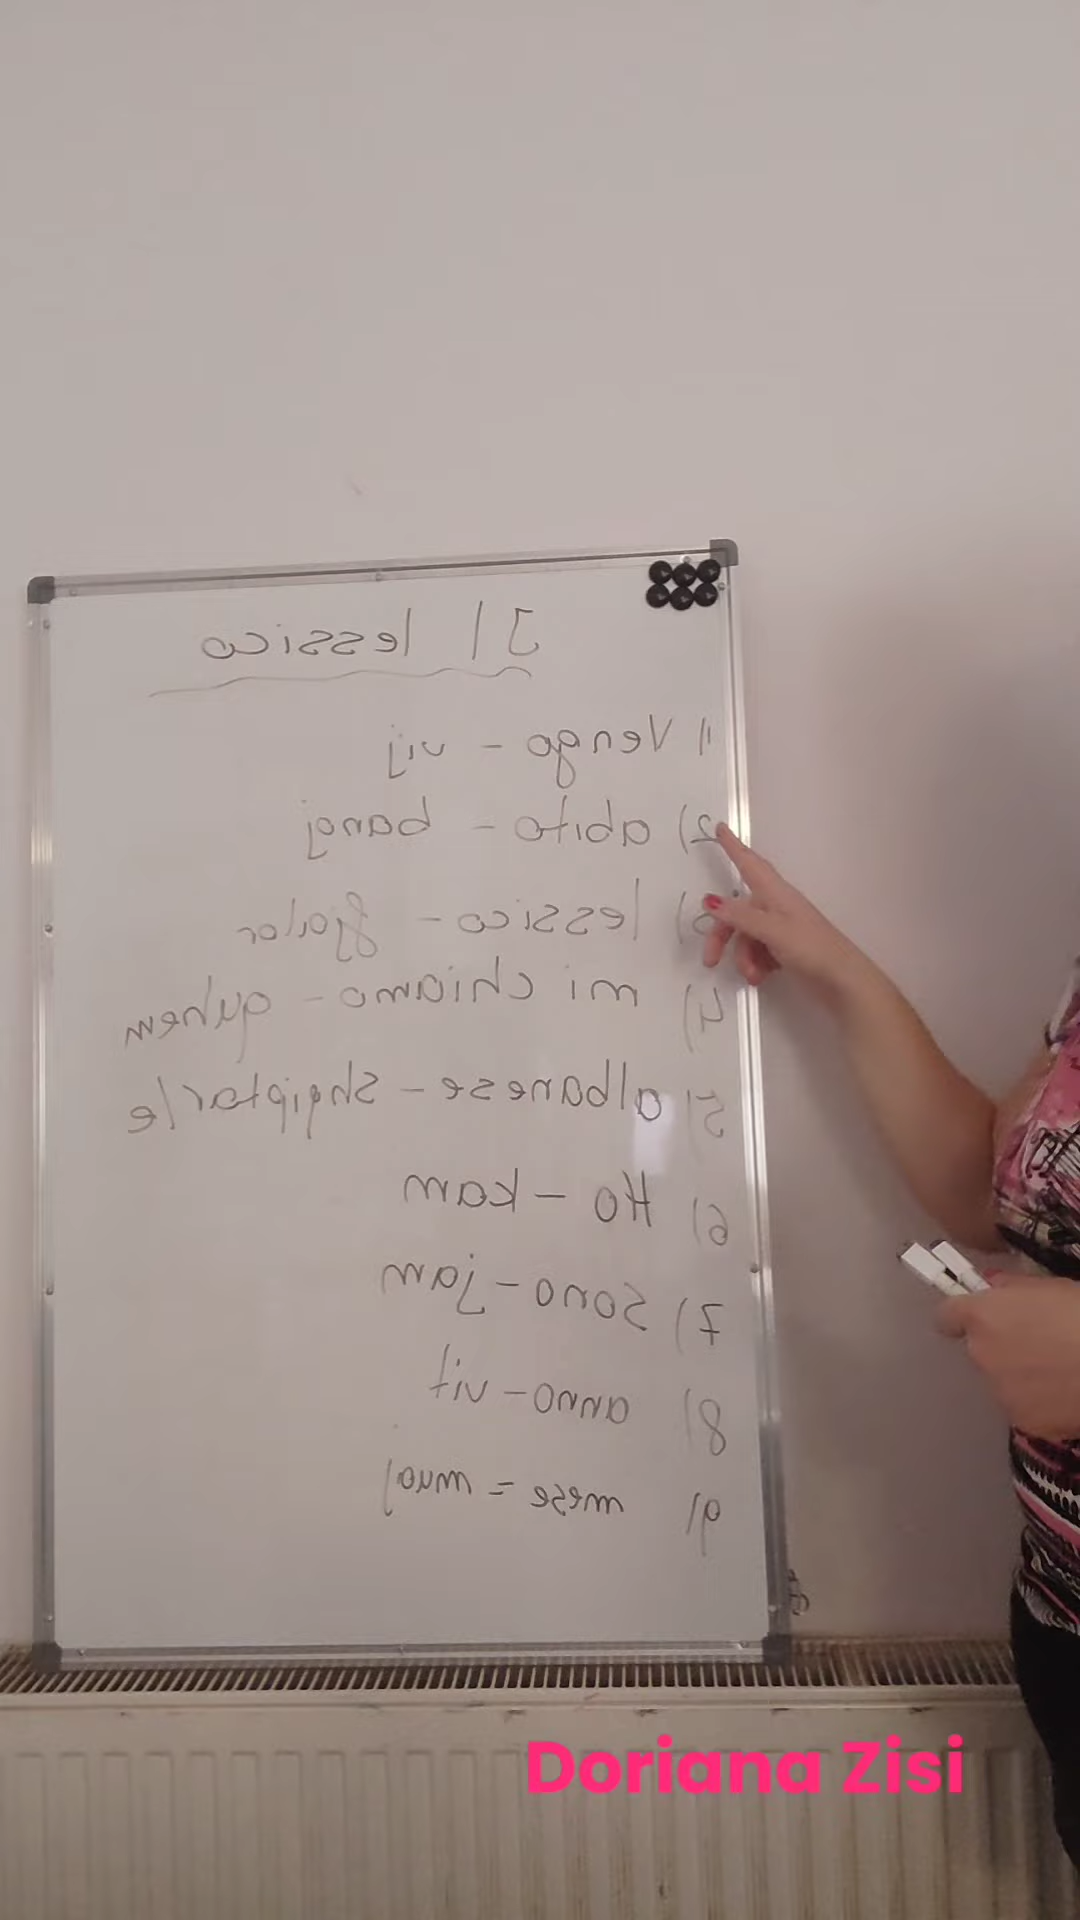 Il lessico
1) Vengo - vij
2) abito - banoj
3) lessico - fjalor
4) mi chiamo - quhem
5) albanese - shqiptar/e
6) Ho - kam
7) Sono - jam
8) anno - vit
9) mese = muaj
Doriana Zisi